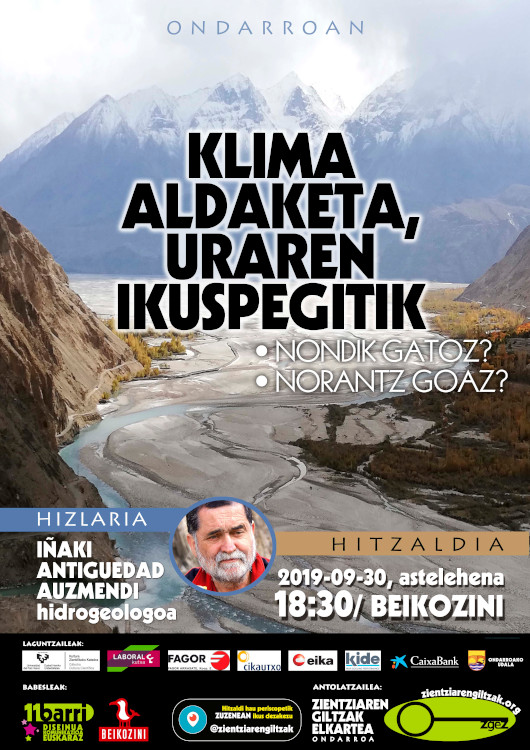 ONDARROAN
KLIMA
ALDAKETA,
URAREN
IKUSPEGITIK
• NONDIK GATOZ?
• NORANTZ GOAZ?
HIZLARIA
IÑAKI
ANTIGUEDAD
AUZMENDI
hidrogeologoa
HITZALDIA
2019-09-30, astelehena
18:30/ BEIKOZINI
LAGUNTZAILEAK:
LABORAL
kutxa
FAGOR
cikautxo
eika
kide
CaixaBank
ONDARROAKO
UDALA
BABESLEAK:
11barri
DISEINUA
KOMUNIKAZIOA
EUSKARAZ
BEIKOZINI
Hitzaldi hau periscopetik
ZUZENEAN ikus dezakezu
@zientziarengiltzak
ANTOLATZAILEA:
ZIENTZIAREN
GILTZAK
ELKARTEA
ONDARROA
zientziarengiltzak.org
zgez